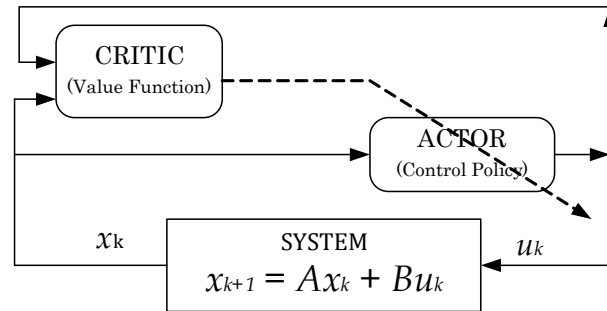 CRITIC
(Value Function)
ACTOR
(Control Policy)
xk
SYSTEM
xk+1 = Axk + Buk
uk